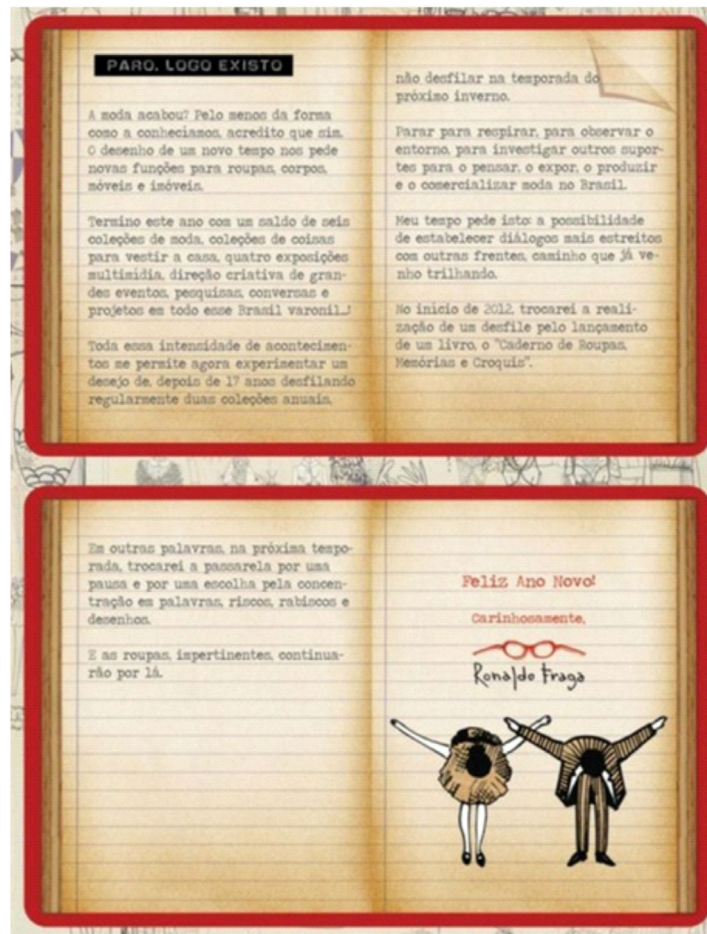 PARO, LOGO EXISTO
A moda acabou? Pelo menos da forma
como a conhecíamos, acredito que sim.
O desenho de um novo tempo nos pede
novas funções para roupas, corpos,
móveis e imóveis.
Termino este ano com um saldo de seis
coleções de moda, coleções de coisas
para vestir a casa, quatro exposições
multimídia, direção criativa de gran-
des eventos, pesquisas, conversas e
projetos em todo esse Brasil varonil...!
Toda essa intensidade de acontecimen-
tos me permite agora experimentar um
desejo de, depois de 17 anos desfilando
regularmente duas coleções anuais,
não desfilar na temporada do
próximo inverno.
Parar para respirar, para observar o
entorno, para investigar outros supor-
tes para o pensar, o expor, o produzir
e o comercializar moda no Brasil.
Meu tempo pede isto: a possibilidade
de estabelecer diálogos mais estreitos
com outras frentes, caminho que já ve-
nho trilhando.
No início de 2012, trocarei a reali-
zação de um desfile pelo lançamento
de um livro, o "Caderno de Roupas,
Memórias e Croquis".
Em outras palavras, na próxima tempo-
rada, trocarei a passarela por uma
pausa e por uma escolha pela concen-
tração em palavras, riscos, rabiscos e
desenhos.
E as roupas, impertinentes, continua-
rão por lá.
Feliz Ano Novo!
Carinhosamente,
Ronaldo Fraga